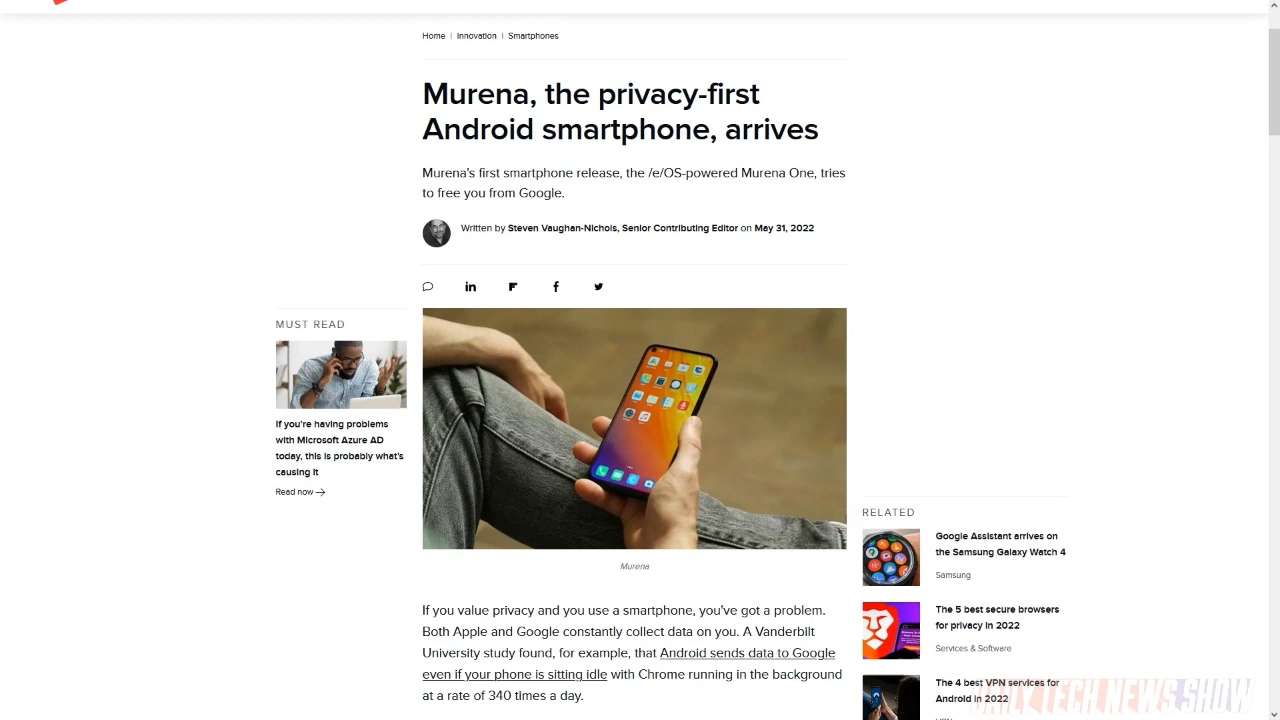 Home | Innovation | Smartphones
Murena, the privacy-first
Android smartphone, arrives
Murena's first smartphone release, the /e/OS-powered Murena One, tries
to free you from Google.
Written by Steven Vaughan-Nichols, Senior Contributing Editor on May 31, 2022
MUST READ
If you're having problems
with Microsoft Azure AD
today, this is probably what's
causing it
Read now →
Murena
If you value privacy and you use a smartphone, you've got a problem.
Both Apple and Google constantly collect data on you. A Vanderbilt
University study found, for example, that Android sends data to Google
even if your phone is sitting idle with Chrome running in the background
at a rate of 340 times a day.
RELATED
Google Assistant arrives on
the Samsung Galaxy Watch 4
Samsung
The 5 best secure browsers
for privacy in 2022
Services & Software
The 4 best VPN services for
Android in 2022
DAILY TECH NEWS SHOW